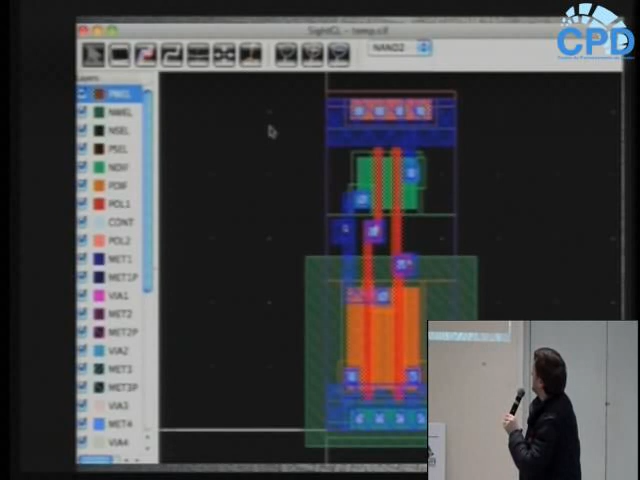 CPD
SightGL - temp.cif
NAND2
Layers
PWEL
NWEL
NSEL
PSEL
NDIF
PDIF
POL1
CONT
POL2
MET1
MET1P
VIA1
MET2
MET2P
VIA2
MET3
MET3P
VIA3
MET4
VIA4